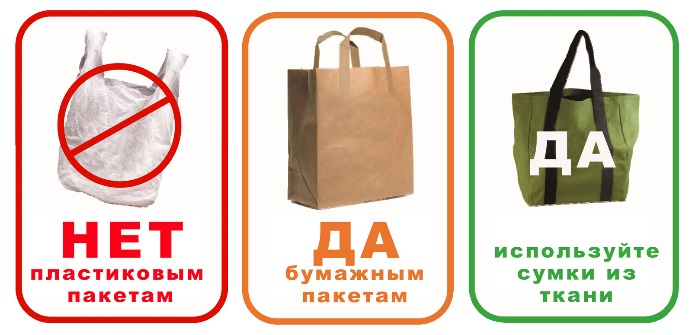 НЕТ
пластиковым
пакетам
ДА
бумажным
пакетам
ДА
используйте
сумки из
ткани